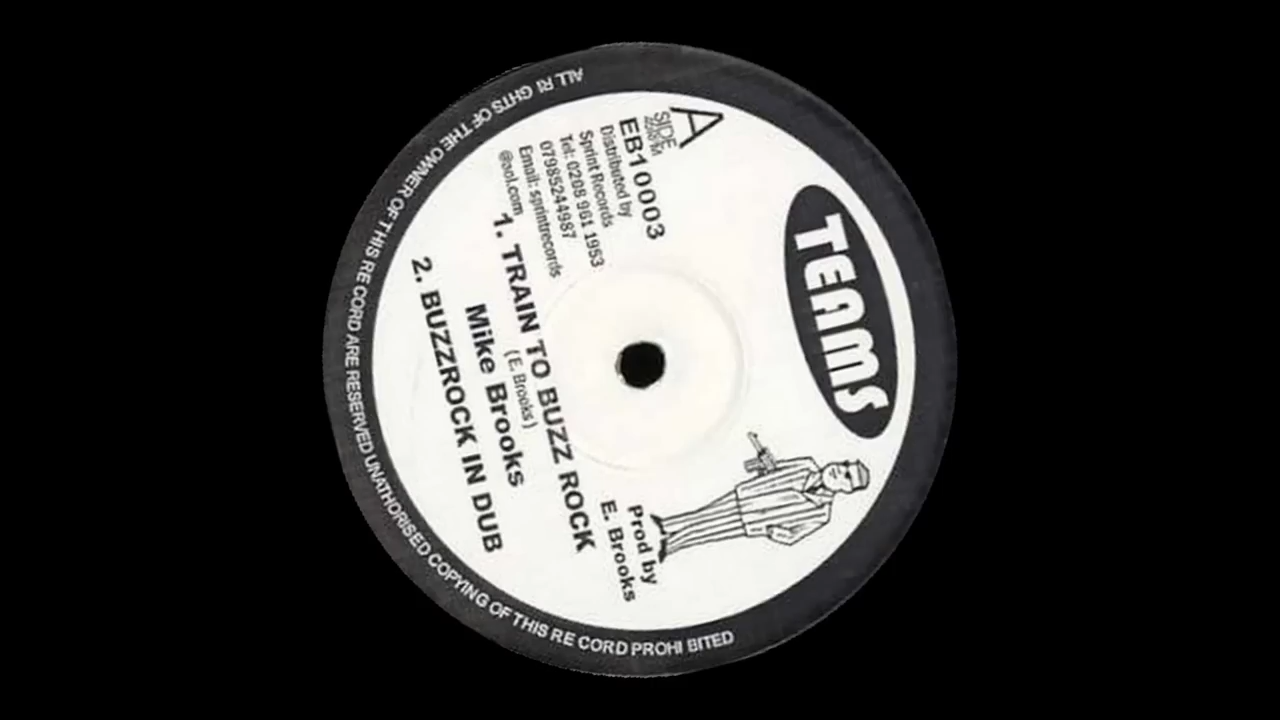 TEAMS
SIDE
A
EB10003
Distributed by
Sprint Records
Tel: 0208 961 1953
07985244987
Email: sprintrecords
@aol.com
Prod by
E. Brooks
1. TRAIN TO BUZZ ROCK
(E. Brooks)
Mike Brooks
2. BUZZROCK IN DUB
ALL RI GHTS OF THE OWNER OF THIS RE CORD ARE RESERVED UNATHORISED COPYING OF THIS RE CORD PROHI BITED